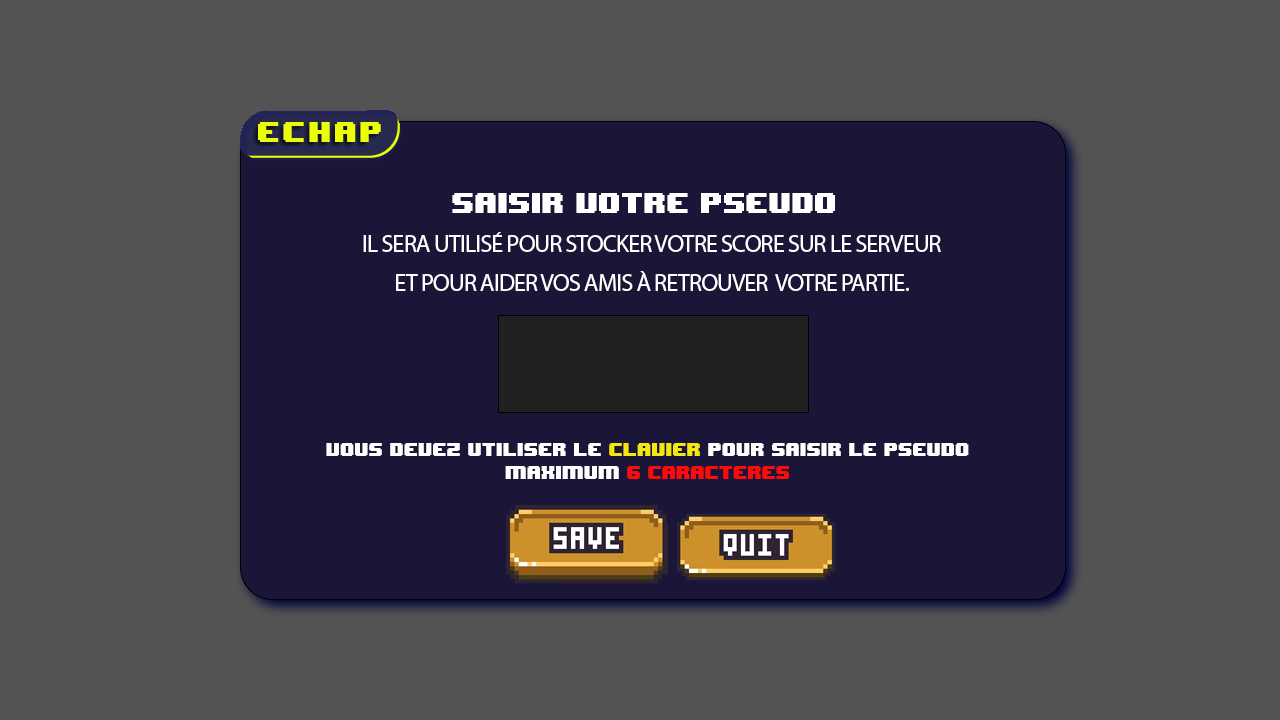 ECHAP
SAISIR VOTRE PSEUDO
IL SERA UTILISÉ POUR STOCKER VOTRE SCORE SUR LE SERVEUR
ET POUR AIDER VOS AMIS À RETROUVER VOTRE PARTIE.
VOUS DEVEZ UTILISER LE CLAVIER POUR SAISIR LE PSEUDO
MAXIMUM 6 CARACTERES
SAVE QUIT